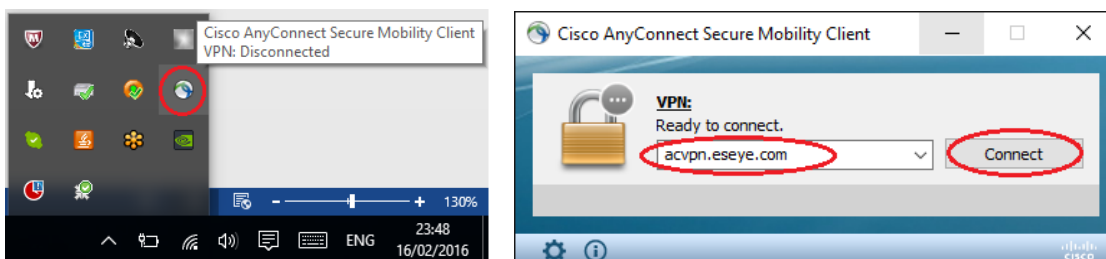 Cisco AnyConnect Secure Mobility Client
VPN: Disconnected
130%
ENG
23:48
16/02/2016
Cisco AnyConnect Secure Mobility Client
VPN:
Ready to connect.
acvpn.eseye.com
Connect
CISCO